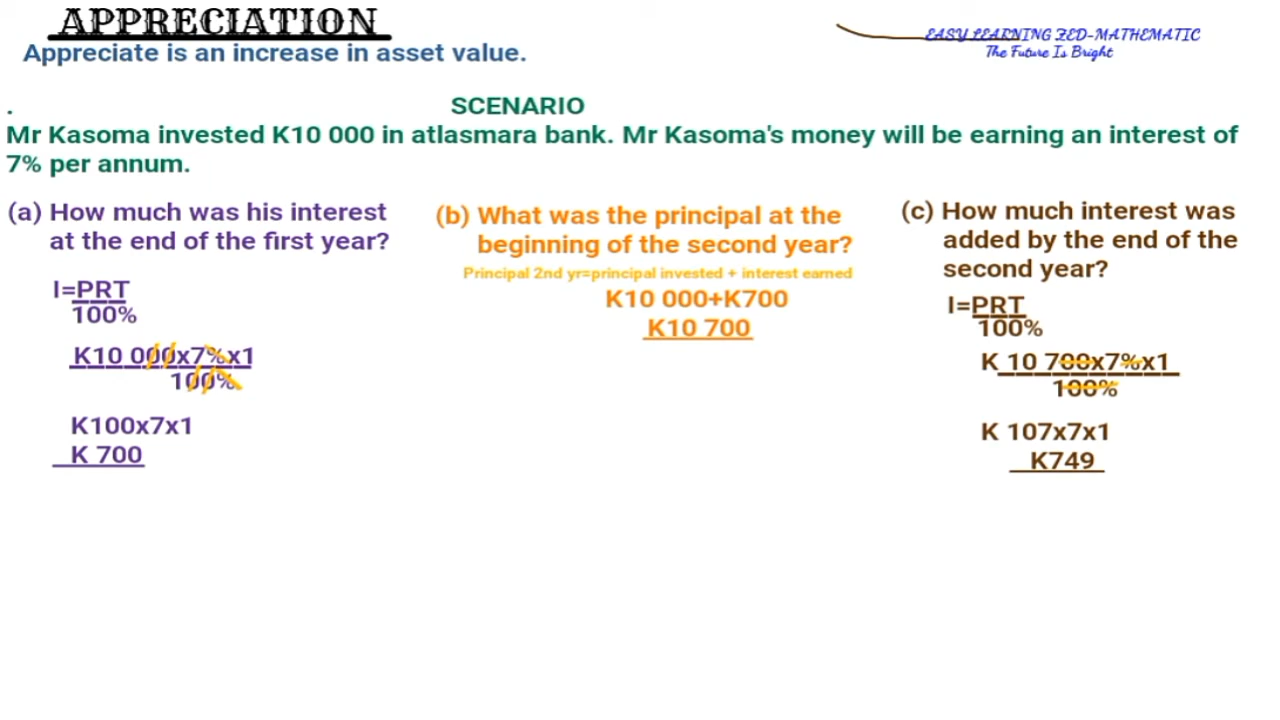 APPRECIATION
EASY LEARNING ZED-MATHEMATIC
The Future Is Bright
Appreciate is an increase in asset value.
.
SCENARIO
Mr Kasoma invested K10 000 in atlasmara bank. Mr Kasoma's money will be earning an interest of
7% per annum.
(a) How much was his interest
at the end of the first year?
I=PRT
100%
K10 000x7%x1
100%
K100x7x1
K 700
(b) What was the principal at the
beginning of the second year?
Principal 2nd yr=principal invested + interest earned
K10 000+K700
K10 700
(c) How much interest was
added by the end of the
second year?
I=PRT
100%
K 10 700x7%x1
100%
K 107x7x1
K749